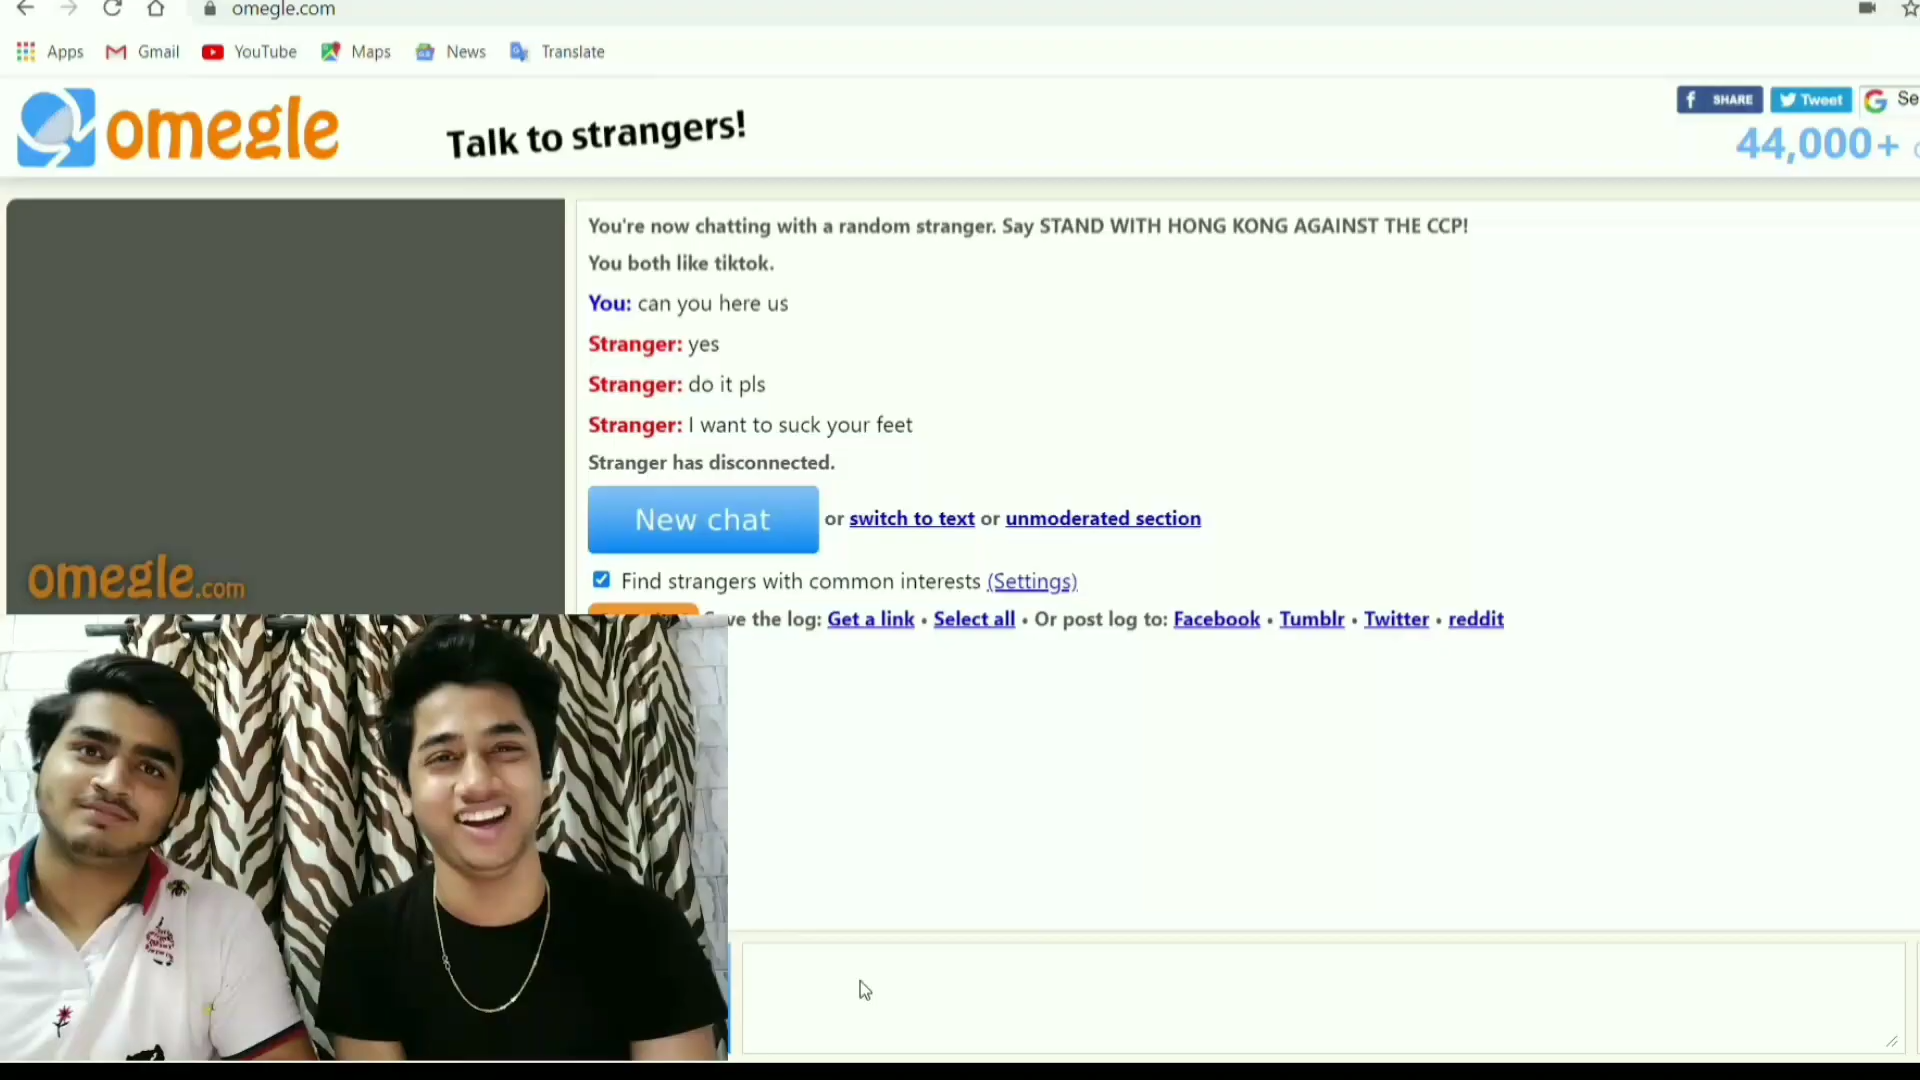 omegle.com
Apps Gmail YouTube Maps News Translate
omegle Talk to strangers!
SHARE Tweet
44,000+
You're now chatting with a random stranger. Say STAND WITH HONG KONG AGAINST THE CCP!
You both like tiktok.
You: can you here us
Stranger: yes
Stranger: do it pls
Stranger: I want to suck your feet
Stranger has disconnected.
New chat or switch to text or unmoderated section
Find strangers with common interests (Settings)
ve the log: Get a link • Select all • Or post log to: Facebook • Tumblr • Twitter • reddit
omegle.com